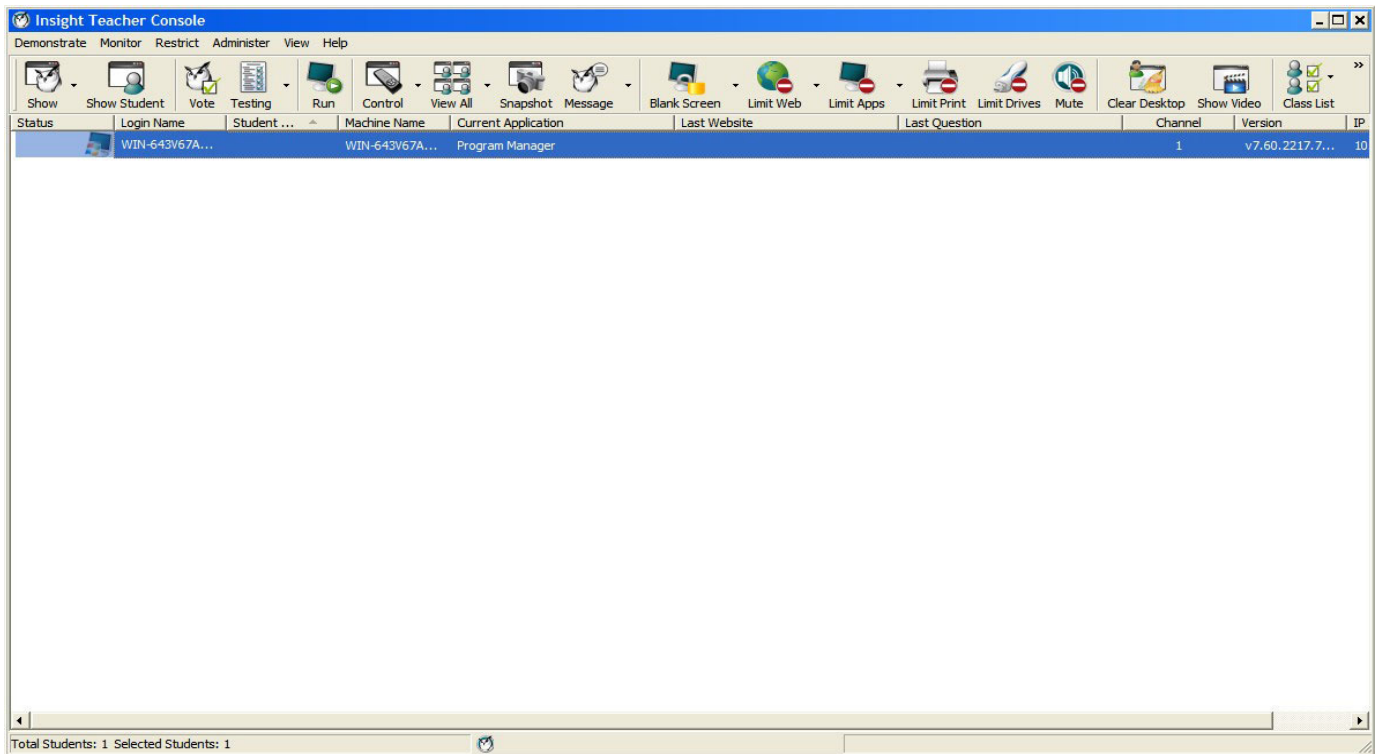 Insight Teacher Console
Demonstrate Monitor Restrict Administer View Help
Show Show Student Vote Testing Run Control View All Snapshot Message Blank Screen Limit Web Limit Apps Limit Print Limit Drives Mute Clear Desktop Show Video Class List
Status Login Name Student ... Machine Name Current Application Last Website Last Question Channel Version IP
WIN-643V67A... WIN-643V67A... Program Manager 1 v7.60.2217.7... 10
Total Students: 1 Selected Students: 1